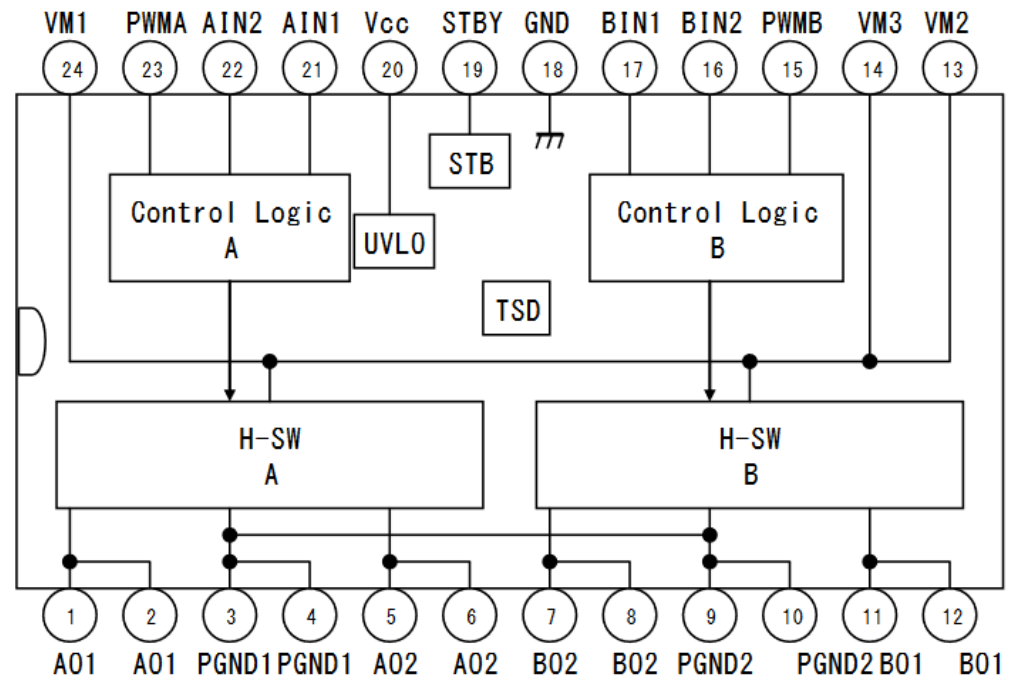 VM1 PWMA AIN2 AIN1 Vcc STBY GND BIN1 BIN2 PWMB VM3 VM2
24 23 22 21 20 19 18 17 16 15 14 13
STB
Control Logic
A
Control Logic
B
UVLO
TSD
H-SW
A
H-SW
B
1 2 3 4 5 6 7 8 9 10 11 12
AO1 AO1 PGND1 PGND1 AO2 AO2 BO2 BO2 PGND2 PGND2 BO1 BO1